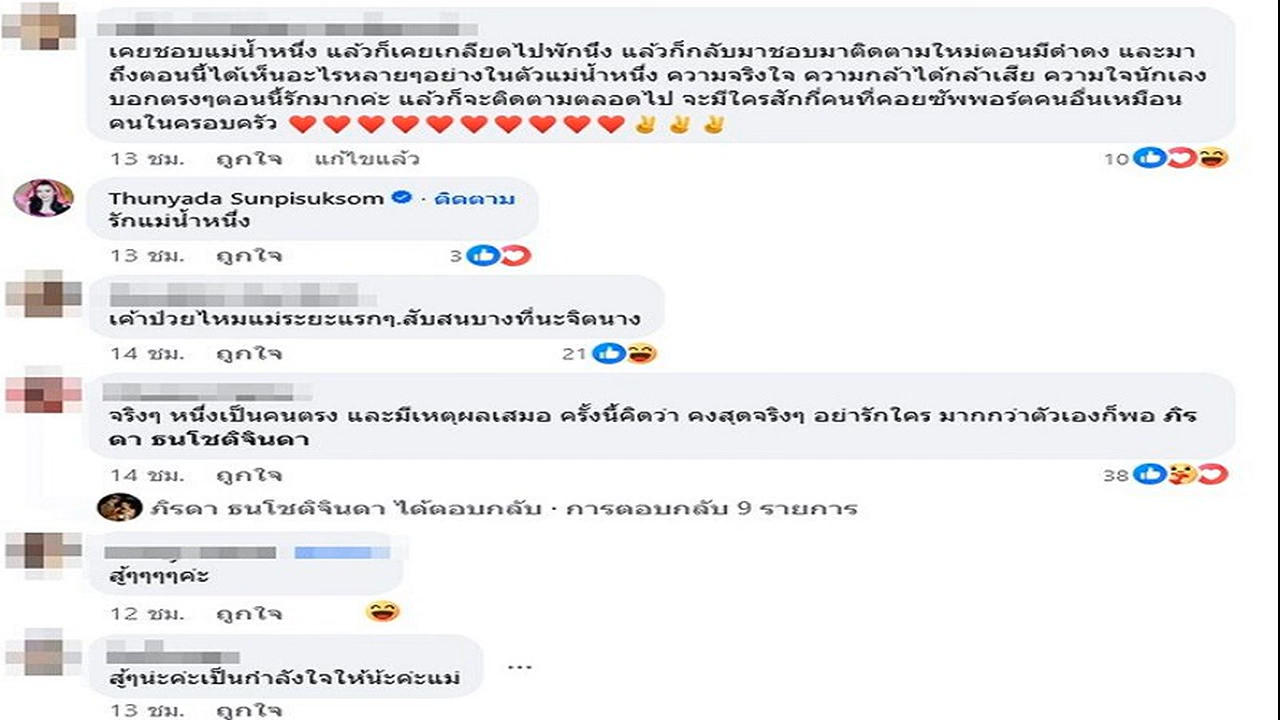 เคยชอบแม่น้ำหนึ่ง แล้วก็เคยเกลียดไปพักนึง แล้วก็กลับมาชอบมาติดตามใหม่ตอนมีดำดง และมา
ถึงตอนนี้ได้เห็นอะไรหลายๆอย่างในตัวแม่น้ำหนึ่ง ความจริงใจ ความกล้าได้กล้าเสีย ความใจนักเลง
บอกตรงๆตอนนี้รักมากค่ะ แล้วก็จะติดตามตลอดไป จะมีใครสักกี่คนที่คอยซัพพอร์ตคนอื่นเหมือน
คนในครอบครัว ❤️❤️❤️❤️❤️❤️❤️❤️❤️❤️✌️✌️✌️
13 ชม. ถูกใจ แก้ไขแล้ว 10
Thunyada Sunpisuksom · ติดตาม
รักแม่น้ำหนึ่ง
13 ชม. ถูกใจ 3
เค้าป่วยไหมแม่ระยะแรกๆ.สับสนบางที่นะจิตนาง
14 ชม. ถูกใจ 21
จริงๆ หนึ่งเป็นคนตรง และมีเหตุผลเสมอ ครั้งนี้คิดว่า คงสุดจริงๆ อย่ารักใคร มากกว่าตัวเองก็พอ ภิร
ดา ธนโชติจินดา
14 ชม. ถูกใจ 38
ภิรดา ธนโชติจินดา ได้ตอบกลับ · การตอบกลับ 9 รายการ
สู้ๆๆๆๆค่ะ
12 ชม. ถูกใจ
สู้ๆน่ะค่ะเป็นกำลังใจให้น้ะค่ะแม่
13 ชม. ถูกใจ